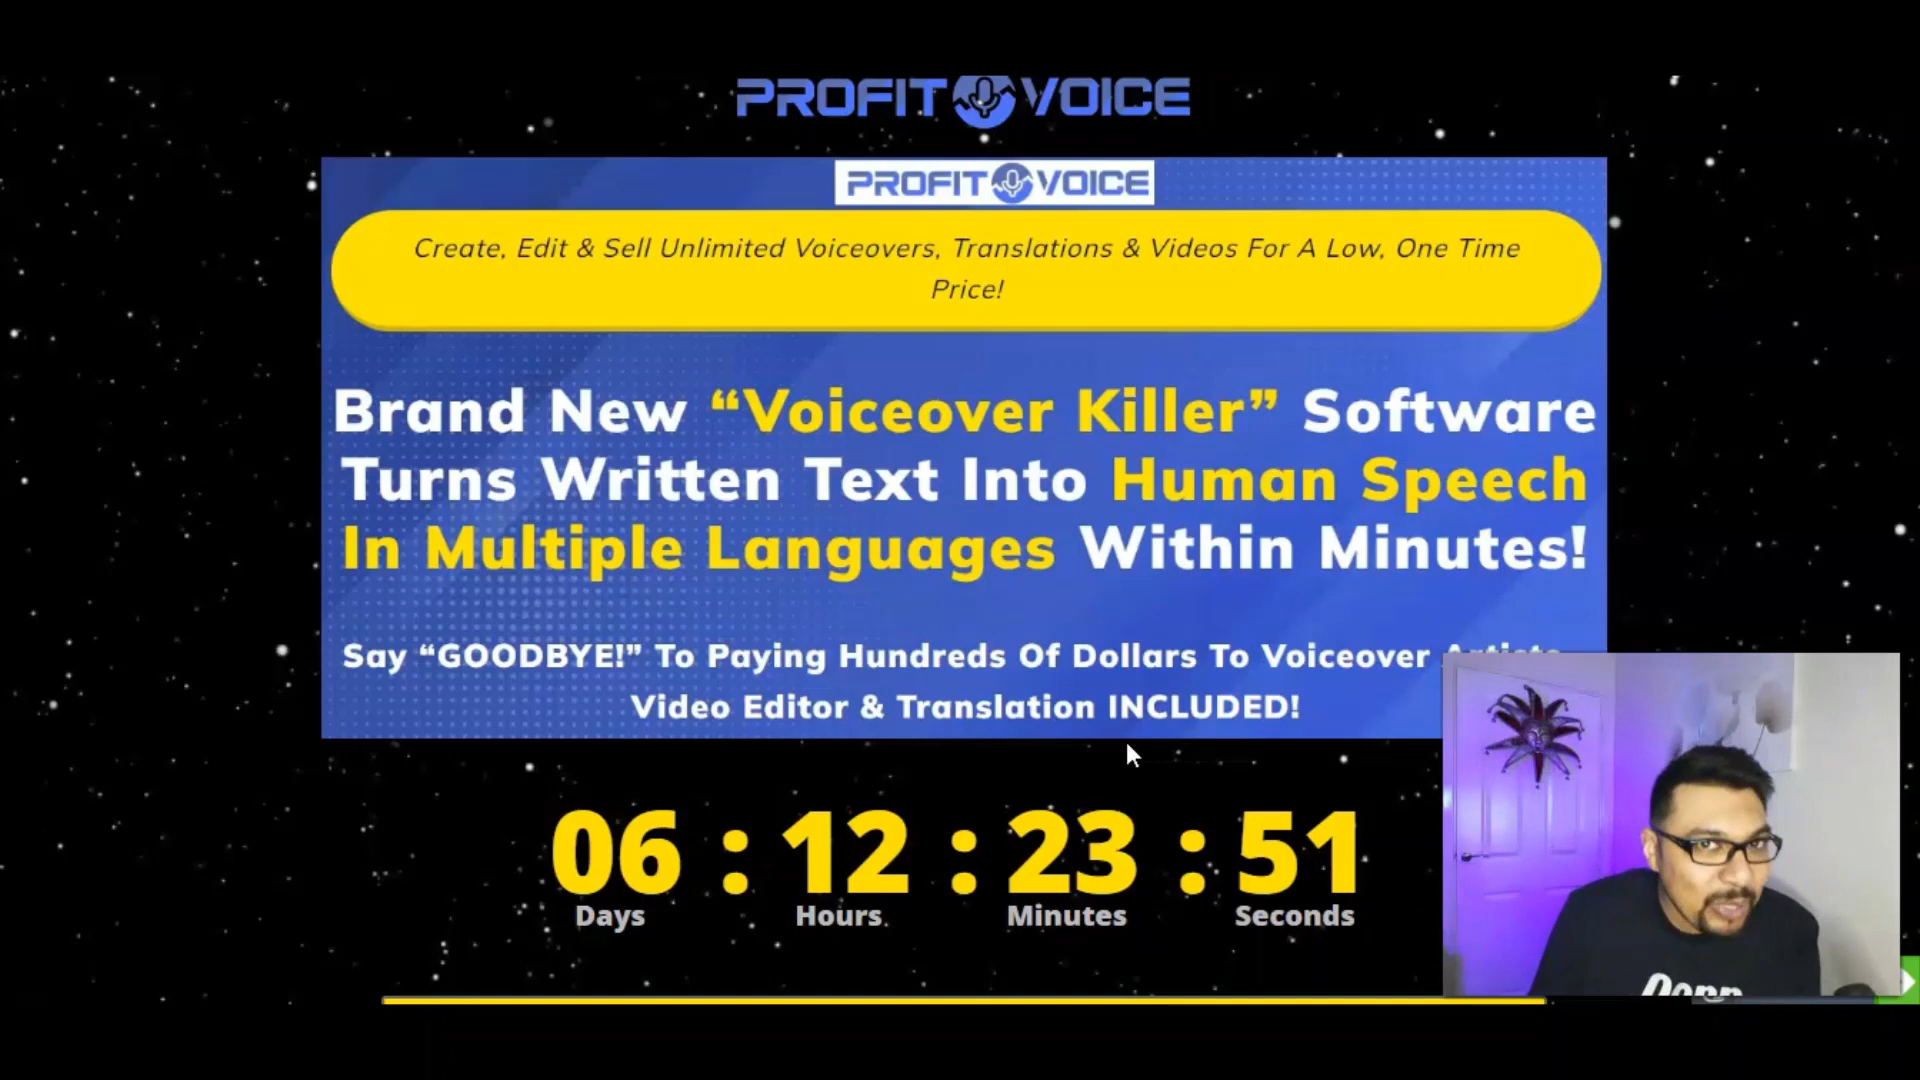 PROFIT VOICE
PROFIT VOICE
Create, Edit & Sell Unlimited Voiceovers, Translations & Videos For A Low, One Time
Price!
Brand New “Voiceover Killer” Software
Turns Written Text Into Human Speech
In Multiple Languages Within Minutes!
Say “GOODBYE!” To Paying Hundreds Of Dollars To Voiceover
Video Editor & Translation INCLUDED!
06 : 12 : 23 : 51
Days Hours Minutes Seconds